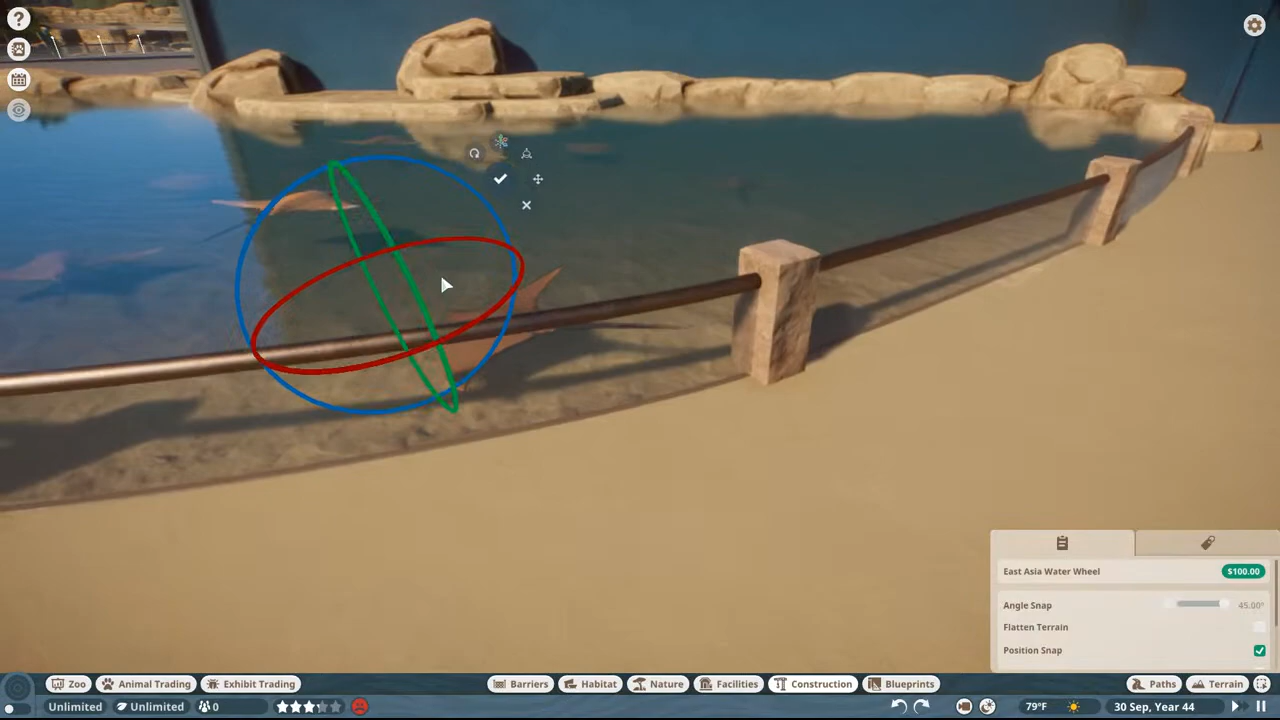 East Asia Water Wheel $100.00
Angle Snap 45.00°
Flatten Terrain
Position Snap
Zoo Animal Trading Exhibit Trading Barriers Habitat Nature Facilities Construction Blueprints Paths Terrain
Unlimited Unlimited 0 79°F 30 Sep, Year 44